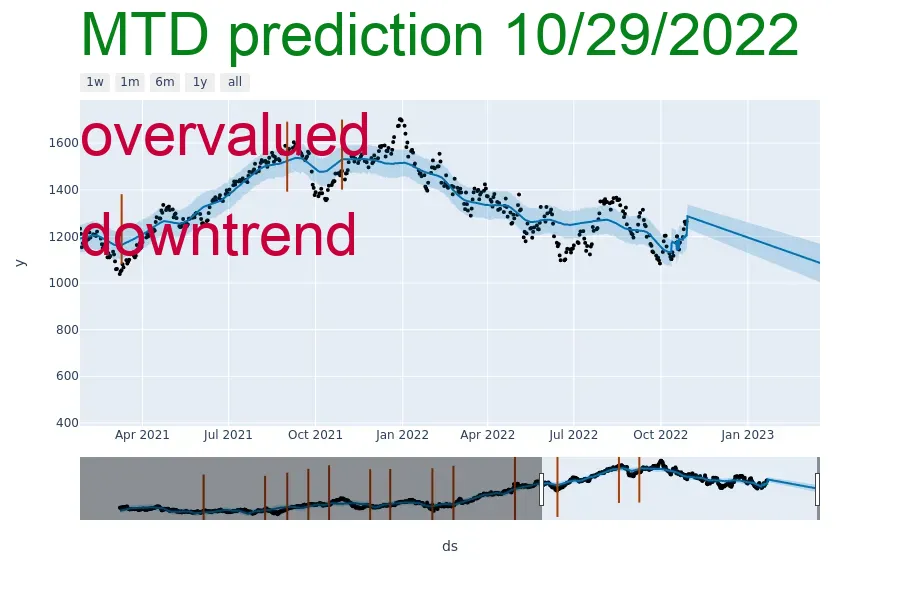 MTD prediction 10/29/2022
1w 1m 6m 1y all
overvalued
downtrend
1600
1400
1200
1000
800
600
400
y
Apr 2021 Jul 2021 Oct 2021 Jan 2022 Apr 2022 Jul 2022 Oct 2022 Jan 2023
ds